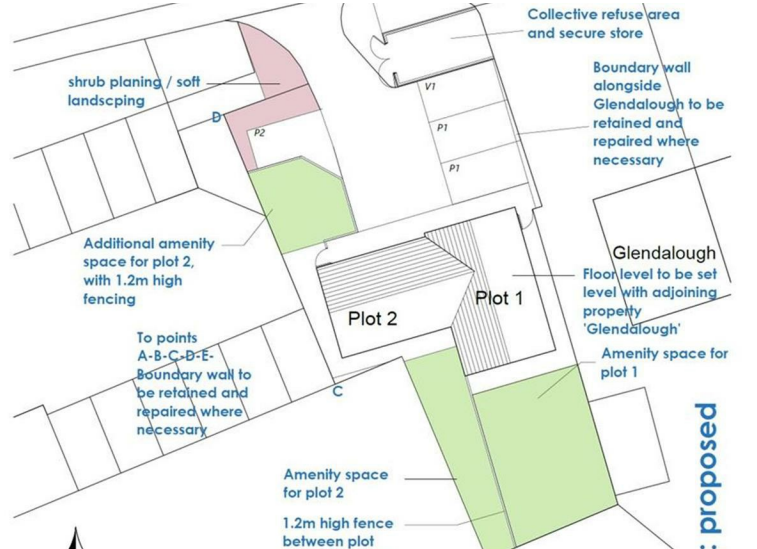 Collective refuse area
and secure store
Boundary wall
alongside
Glendalough to be
retained and
repaired where
necessary
shrub planing / soft
landscping
D
V1
P1
P1
P2
Additional amenity
space for plot 2,
with 1.2m high
fencing
Glendalough
Floor level to be set
level with adjoining
property
'Glendalough'
Plot 1
Plot 2
To points
A-B-C-D-E-
Boundary wall to
be retained and
repaired where
necessary
C
Amenity space for
plot 1
Amenity space
for plot 2
1.2m high fence
between plot
: proposed